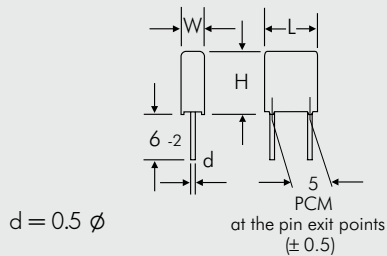 W
L
H
6 -2
d
5
PCM
at the pin exit points
(± 0.5)
d = 0.5 ϕ